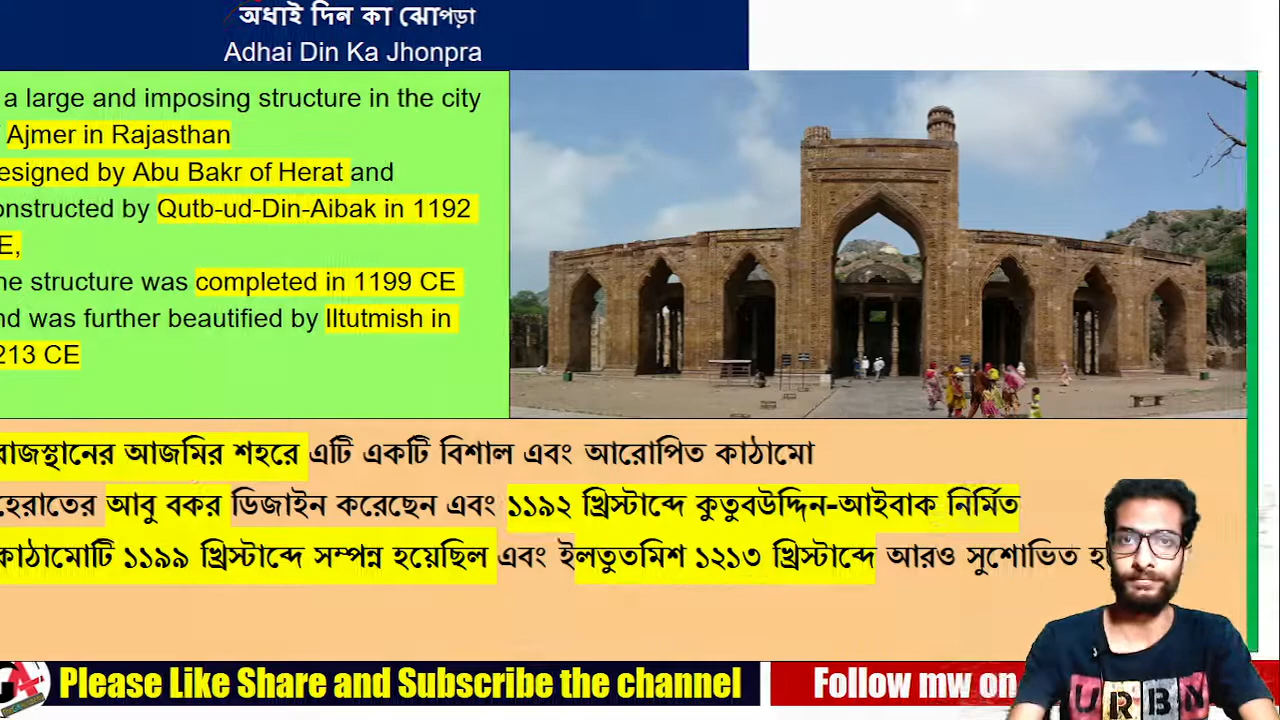 অধাই দিন কা ঝোপড়া
Adhai Din Ka Jhonpra
a large and imposing structure in the city
Ajmer in Rajasthan
esigned by Abu Bakr of Herat and
onstructed by Qutb-ud-Din-Aibak in 1192
E,
he structure was completed in 1199 CE
nd was further beautified by Iltutmish in
213 CE
রাজস্থানের আজমির শহরে এটি একটি বিশাল এবং আরোপিত কাঠামো
হেরাতের আবু বকর ডিজাইন করেছেন এবং ১১৯২ খ্রিস্টাব্দে কুতুবউদ্দিন-আইবাক নির্মিত
কাঠামোটি ১১৯৯ খ্রিস্টাব্দে সম্পন্ন হয়েছিল এবং ইলতুতমিশ ১২১৩ খ্রিস্টাব্দে আরও সুশোভিত
Please Like Share and Subscribe the channel
Follow mw on
URBN